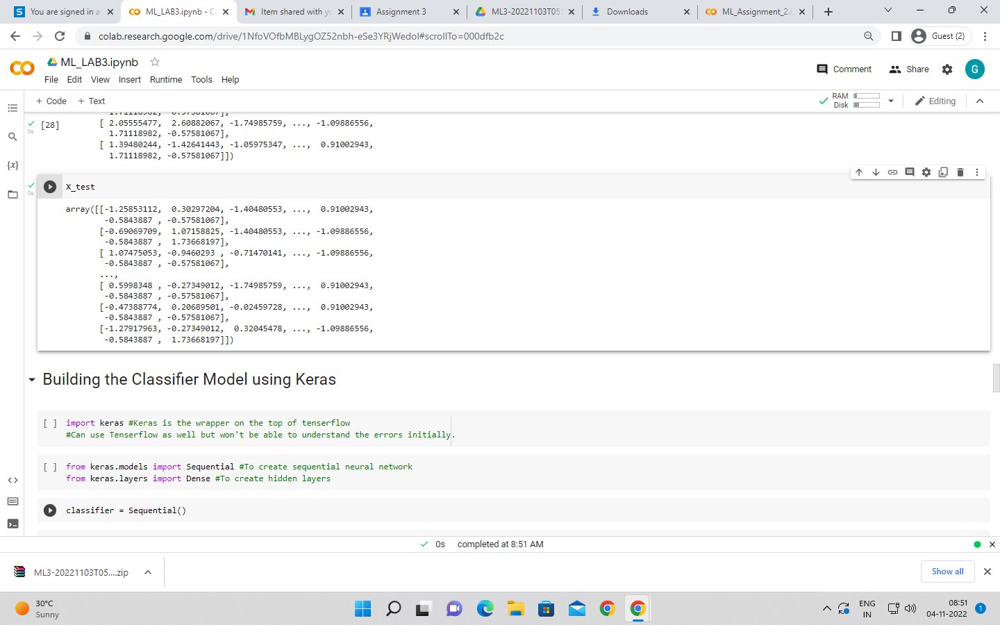 You are signed in a
ML_LAB3.ipynb - C
Item shared with y
Assignment 3
ML3-20221103T05
Downloads
ML_Assignment_2.i
colab.research.google.com/drive/1NfoVOfbMBLygOZ52nbh-eSe3YRjWedoI#scrollTo=000dfb2c
Guest (2)
ML_LAB3.ipynb
File Edit View Insert Runtime Tools Help
Comment
Share
G
+ Code + Text
RAM
Disk
Editing
1.71118982, -0.57581067],
[28] [ 2.05555477, 2.60882067, -1.74985759, ..., -1.09886556,
0s
1.71118982, -0.57581067],
[ 1.39480244, -1.42641443, -1.05975347, ..., 0.91002943,
1.71118982, -0.57581067]])
X_test
0s
array([[-1.25853112, 0.30297204, -1.40480553, ..., 0.91002943,
-0.5843887 , -0.57581067],
[-0.69069709, 1.07158825, -1.40480553, ..., -1.09886556,
-0.5843887 , 1.73668197],
[ 1.07475053, -0.9460293 , -0.71470141, ..., -1.09886556,
-0.5843887 , -0.57581067],
...,
[ 0.5998348 , -0.27349012, -1.74985759, ..., 0.91002943,
-0.5843887 , -0.57581067],
[-0.47388774, 0.20689501, -0.02459728, ..., 0.91002943,
-0.5843887 , -0.57581067],
[-1.27917963, -0.27349012, 0.32045478, ..., -1.09886556,
-0.5843887 , 1.73668197]])
Building the Classifier Model using Keras
[ ] import keras #Keras is the wrapper on the top of tenserflow
#Can use Tenserflow as well but won't be able to understand the errors initially.
[ ] from keras.models import Sequential #To create sequential neural network
from keras.layers import Dense #To create hidden layers
classifier = Sequential()
0s completed at 8:51 AM
ML3-20221103T05....zip
Show all
30°C
Sunny
ENG
IN
08:51
04-11-2022
1